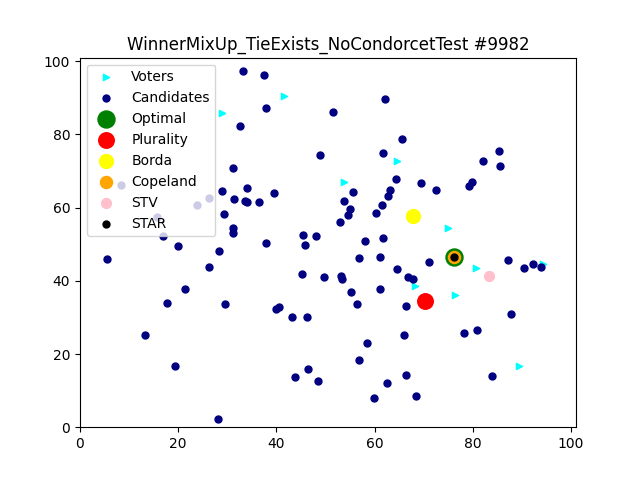 WinnerMixUp_TieExists_NoCondorcetTest #9982
100
80
60
40
20
0
0 20 40 60 80 100
Voters
Candidates
Optimal
Plurality
Borda
Copeland
STV
STAR